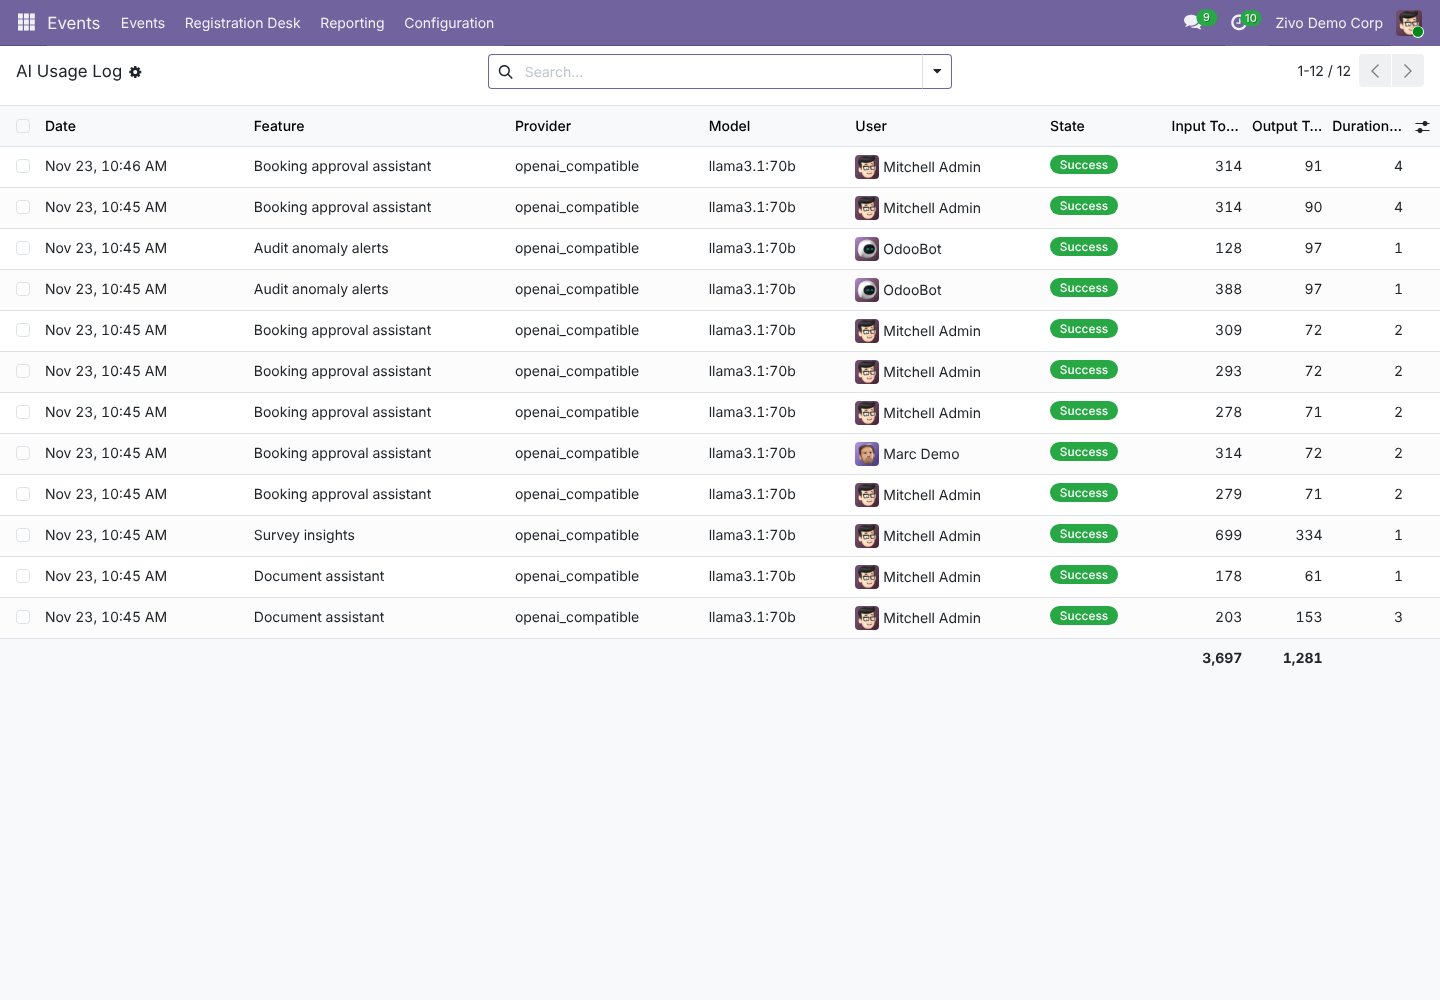 Events Events Registration Desk Reporting Configuration 9 10 Zivo Demo Corp
AI Usage Log Search... 1-12 / 12
Date Feature Provider Model User State Input To... Output T... Duration...
Nov 23, 10:46 AM Booking approval assistant openai_compatible llama3.1:70b Mitchell Admin Success 314 91 4
Nov 23, 10:45 AM Booking approval assistant openai_compatible llama3.1:70b Mitchell Admin Success 314 90 4
Nov 23, 10:45 AM Audit anomaly alerts openai_compatible llama3.1:70b OdooBot Success 128 97 1
Nov 23, 10:45 AM Audit anomaly alerts openai_compatible llama3.1:70b OdooBot Success 388 97 1
Nov 23, 10:45 AM Booking approval assistant openai_compatible llama3.1:70b Mitchell Admin Success 309 72 2
Nov 23, 10:45 AM Booking approval assistant openai_compatible llama3.1:70b Mitchell Admin Success 293 72 2
Nov 23, 10:45 AM Booking approval assistant openai_compatible llama3.1:70b Mitchell Admin Success 278 71 2
Nov 23, 10:45 AM Booking approval assistant openai_compatible llama3.1:70b Marc Demo Success 314 72 2
Nov 23, 10:45 AM Booking approval assistant openai_compatible llama3.1:70b Mitchell Admin Success 279 71 2
Nov 23, 10:45 AM Survey insights openai_compatible llama3.1:70b Mitchell Admin Success 699 334 1
Nov 23, 10:45 AM Document assistant openai_compatible llama3.1:70b Mitchell Admin Success 178 61 1
Nov 23, 10:45 AM Document assistant openai_compatible llama3.1:70b Mitchell Admin Success 203 153 3
3,697 1,281